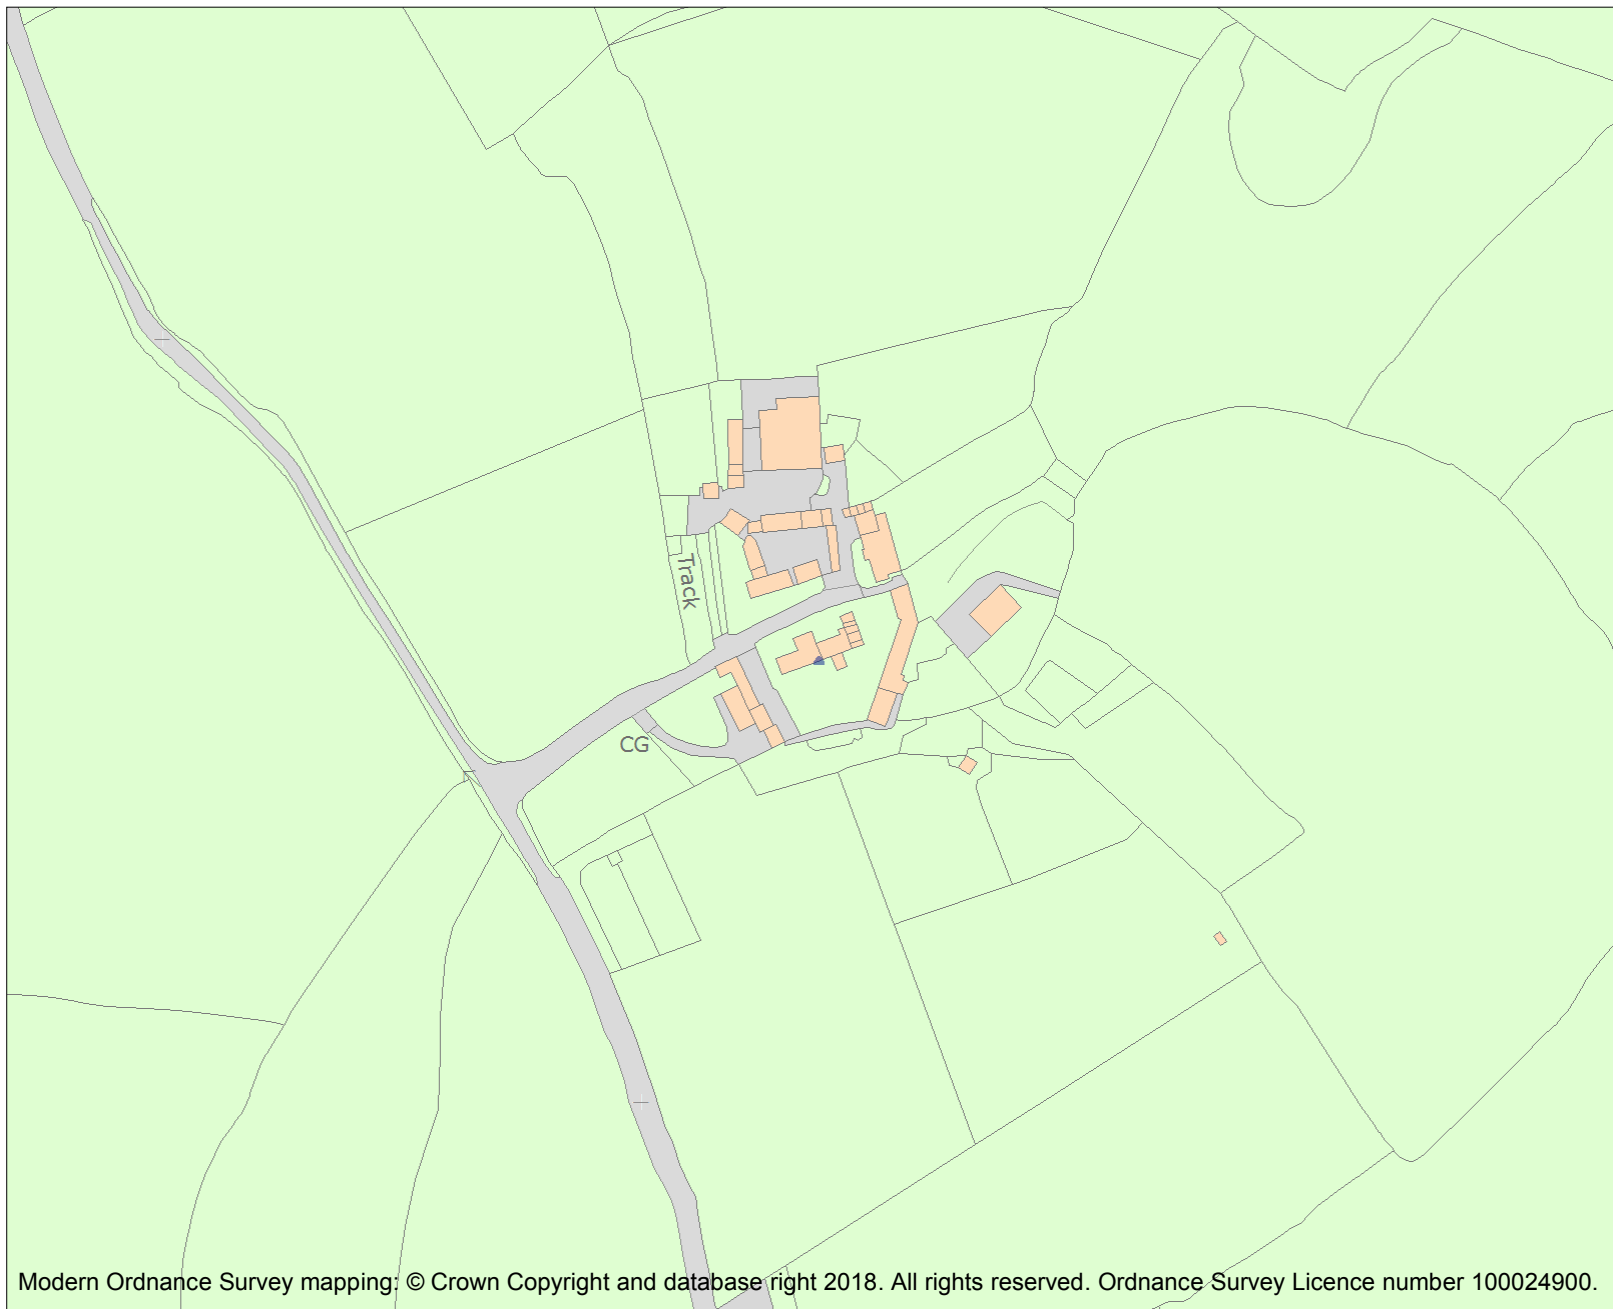 Track
CG
Modern Ordnance Survey mapping: © Crown Copyright and database right 2018. All rights reserved. Ordnance Survey Licence number 100024900.